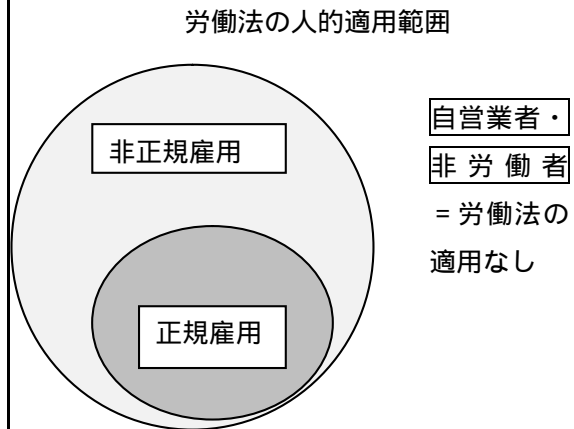 労働法の人的適用範囲
非正規雇用
正規雇用
自営業者・
非労働者
=労働法の
適用なし